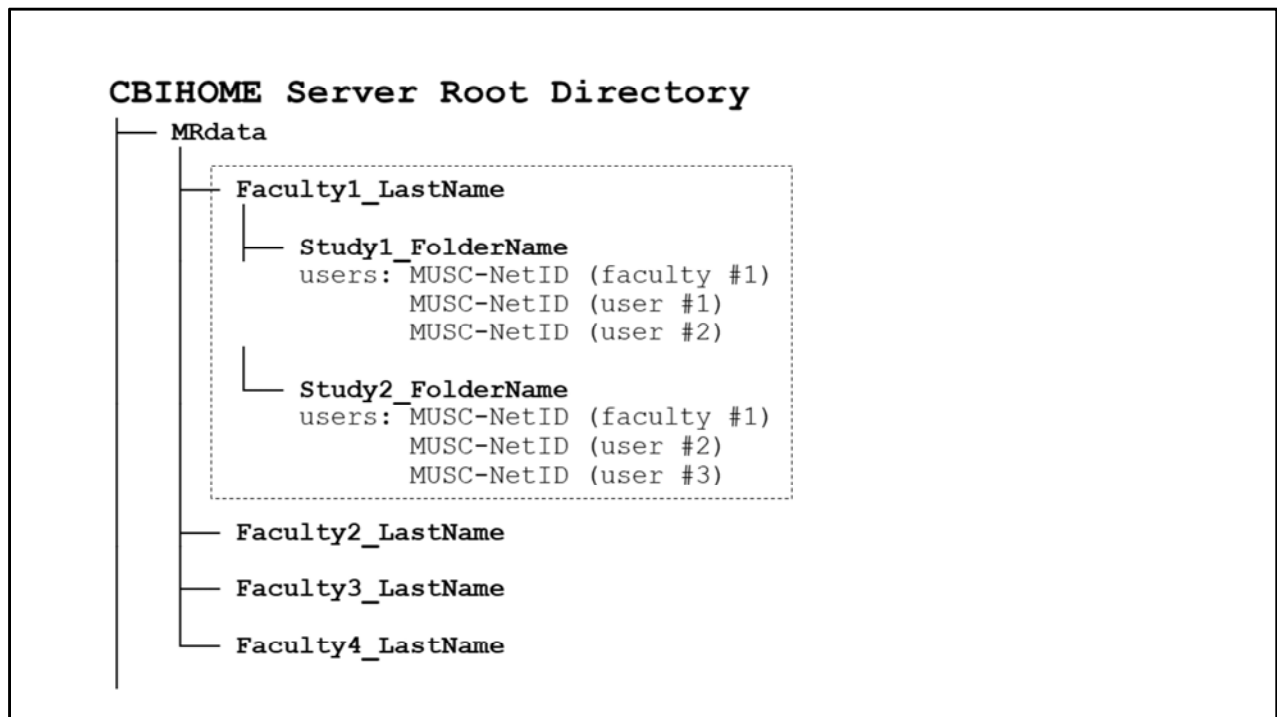 CBIHOME Server Root Directory
MRdata
Faculty1_LastName
Study1_FolderName
users: MUSC-NetID (faculty #1)
MUSC-NetID (user #1)
MUSC-NetID (user #2)
Study2_FolderName
users: MUSC-NetID (faculty #1)
MUSC-NetID (user #2)
MUSC-NetID (user #3)
Faculty2_LastName
Faculty3_LastName
Faculty4_LastName